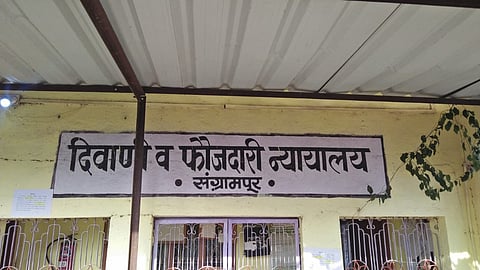 दिवाणी व फौजदारी न्यायालय
• संग्रामपूर •